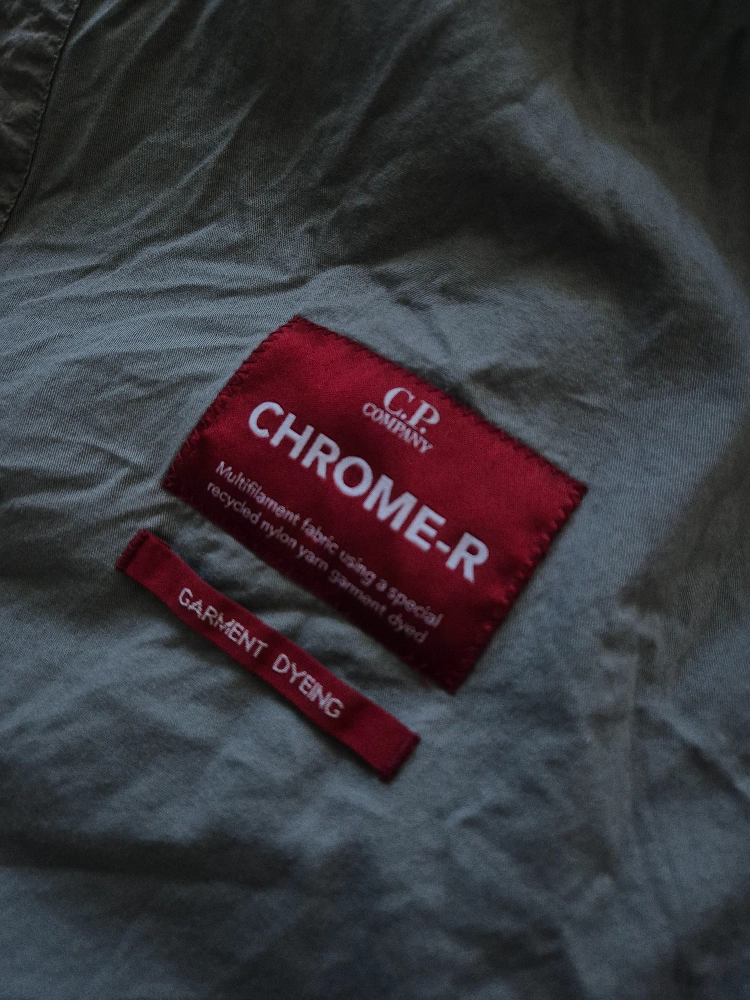 C.P.
COMPANY
CHROME-R
Multifilament fabric using a special
recycled nylon yarn garment dyed
GARMENT DYEING